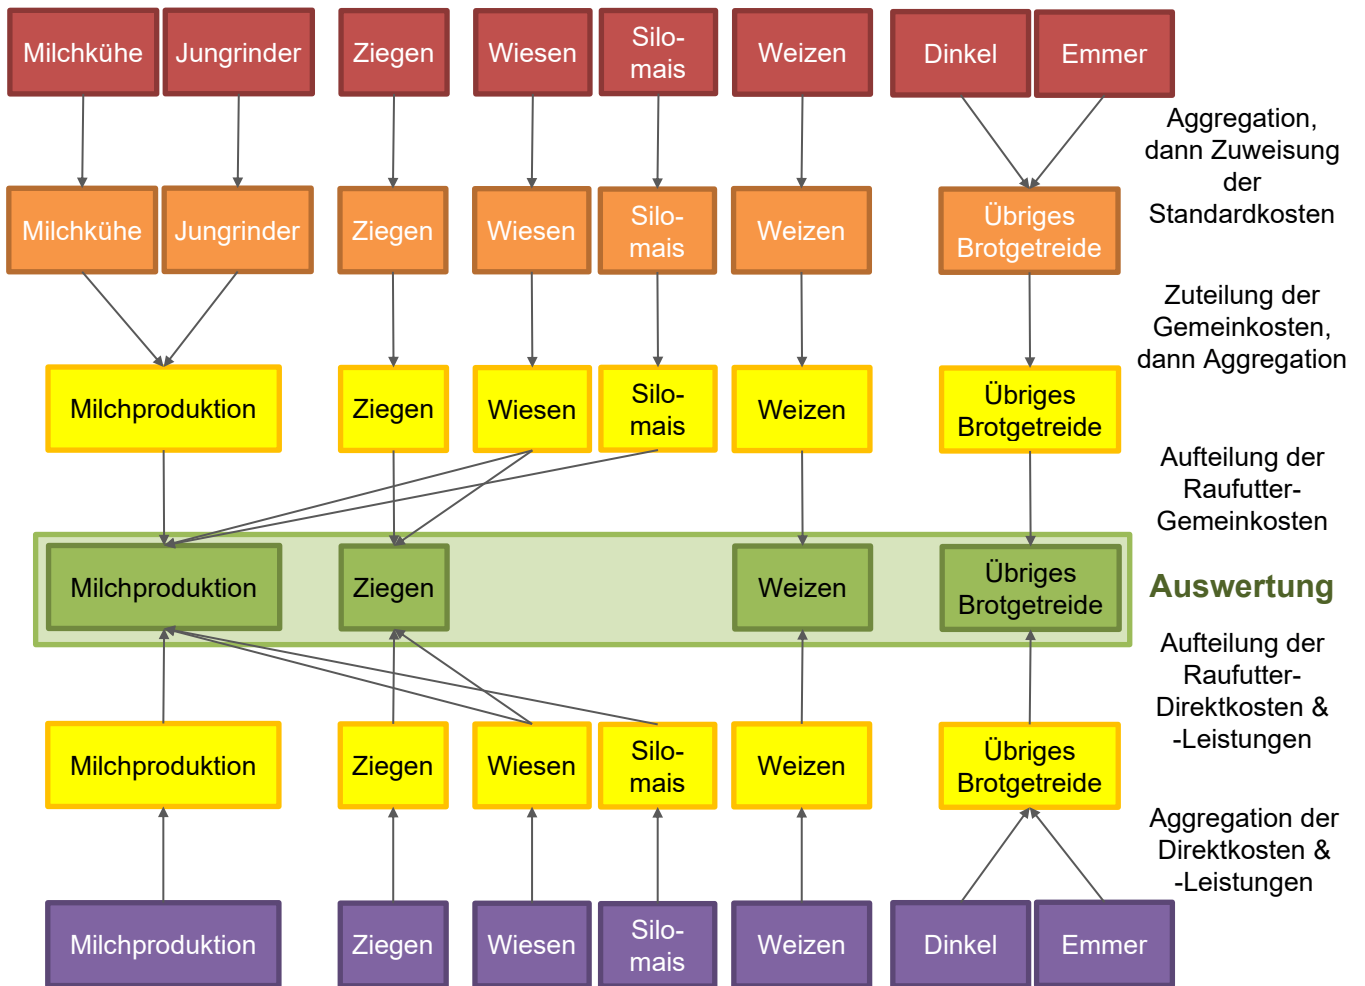 Milchkühe
Jungrinder
Ziegen
Wiesen
Silo-
mais
Weizen
Dinkel
Emmer
Aggregation,
dann Zuweisung
der
Standardkosten
Milchkühe
Jungrinder
Ziegen
Wiesen
Silo-
mais
Weizen
Übriges
Brotgetreide
Zuteilung der
Gemeinkosten,
dann Aggregation
Milchproduktion
Ziegen
Wiesen
Silo-
mais
Weizen
Übriges
Brotgetreide
Aufteilung der
Raufutter-
Gemeinkosten
Milchproduktion
Ziegen
Weizen
Übriges
Brotgetreide
Auswertung
Aufteilung der
Raufutter-
Direktkosten &
-Leistungen
Milchproduktion
Ziegen
Wiesen
Silo-
mais
Weizen
Übriges
Brotgetreide
Aggregation der
Direktkosten &
-Leistungen
Milchproduktion
Ziegen
Wiesen
Silo-
mais
Weizen
Dinkel
Emmer